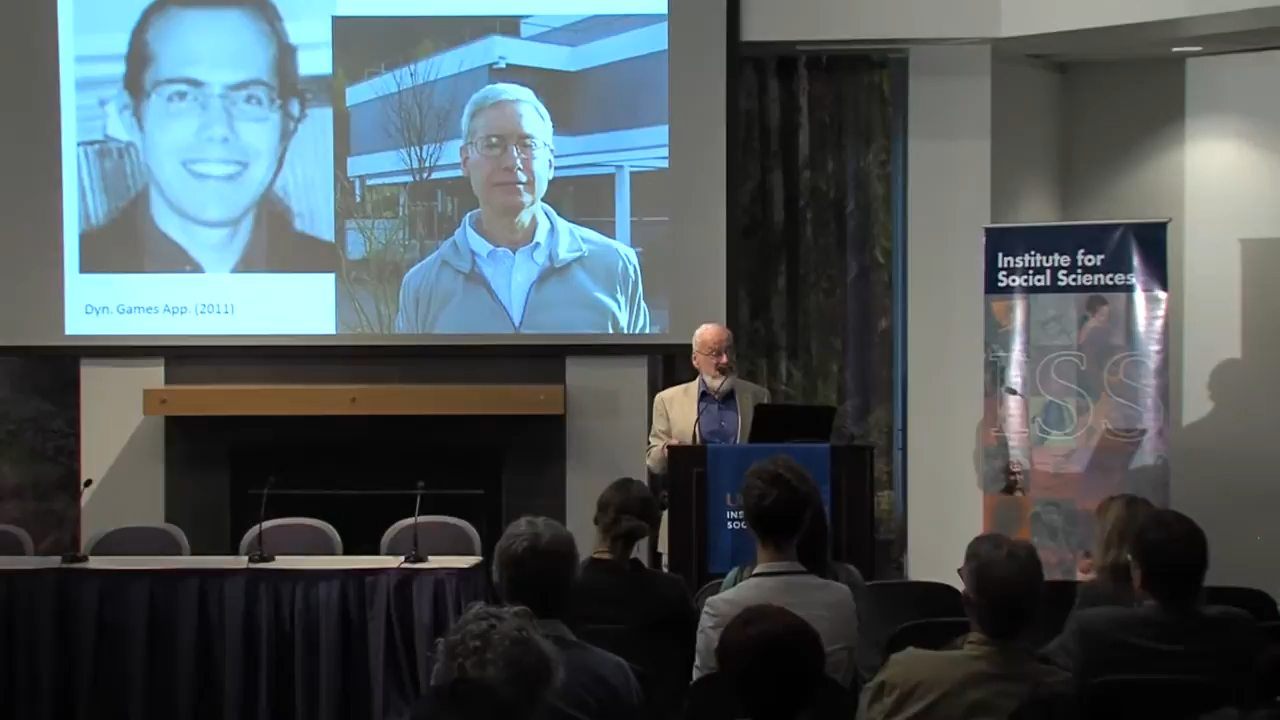 Dyn. Games App. (2011)
Institute for
Social Sciences
ISS